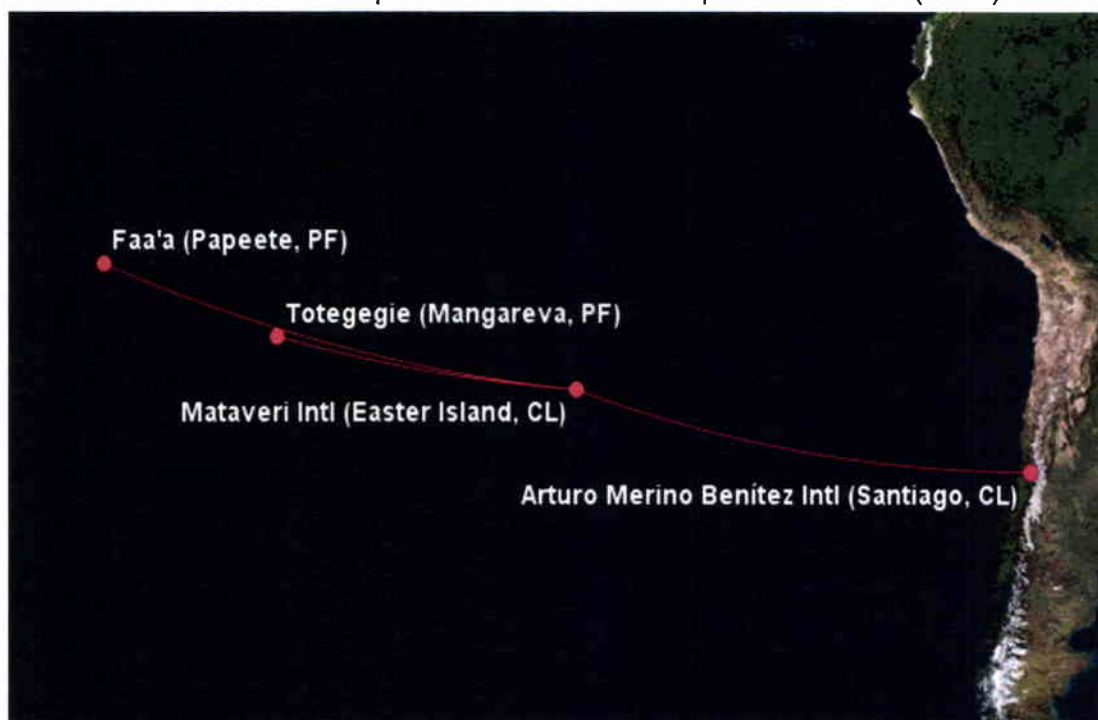 Faa'a (Papeete, PF)
Totegegie (Mangareva, PF)
Mataveri Intl (Easter Island, CL)
Arturo Merino Benítez Intl (Santiago, CL)